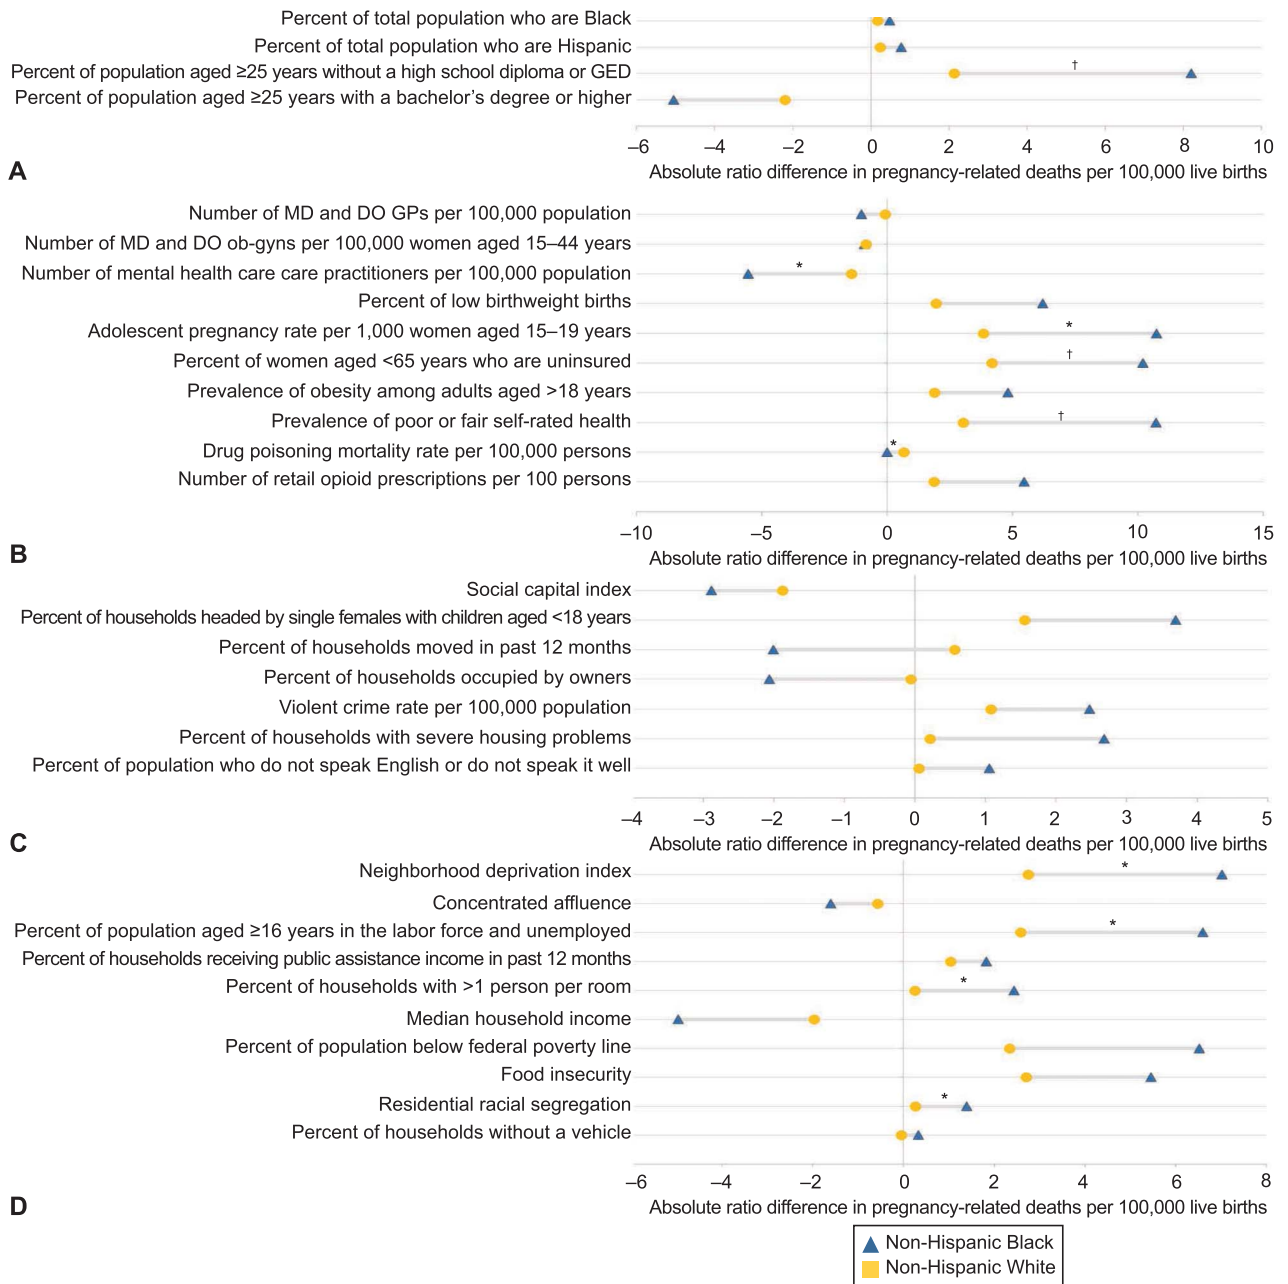 Percent of total population who are Black
Percent of total population who are Hispanic
Percent of population aged ≥25 years without a high school diploma or GED †
Percent of population aged ≥25 years with a bachelor’s degree or higher
–6 –4 –2 0 2 4 6 8 10
A Absolute ratio difference in pregnancy-related deaths per 100,000 live births
Number of MD and DO GPs per 100,000 population
Number of MD and DO ob-gyns per 100,000 women aged 15–44 years
Number of mental health care care practitioners per 100,000 population *
Percent of low birthweight births
Adolescent pregnancy rate per 1,000 women aged 15–19 years *
Percent of women aged <65 years who are uninsured †
Prevalence of obesity among adults aged >18 years
Prevalence of poor or fair self-rated health †
Drug poisoning mortality rate per 100,000 persons *
Number of retail opioid prescriptions per 100 persons
–10 –5 0 5 10 15
B Absolute ratio difference in pregnancy-related deaths per 100,000 live births
Social capital index
Percent of households headed by single females with children aged <18 years
Percent of households moved in past 12 months
Percent of households occupied by owners
Violent crime rate per 100,000 population
Percent of households with severe housing problems
Percent of population who do not speak English or do not speak it well
–4 –3 –2 –1 0 1 2 3 4 5
C Absolute ratio difference in pregnancy-related deaths per 100,000 live births
Neighborhood deprivation index *
Concentrated affluence
Percent of population aged ≥16 years in the labor force and unemployed *
Percent of households receiving public assistance income in past 12 months
Percent of households with >1 person per room *
Median household income
Percent of population below federal poverty line
Food insecurity
Residential racial segregation *
Percent of households without a vehicle
–6 –4 –2 0 2 4 6 8
D Absolute ratio difference in pregnancy-related deaths per 100,000 live births
Non-Hispanic Black
Non-Hispanic White